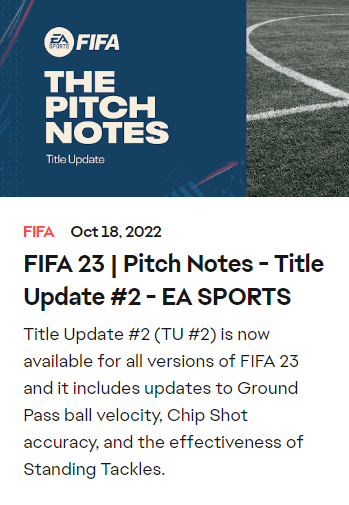 EA SPORTS FIFA
THE
PITCH
NOTES
Title Update
FIFA Oct 18, 2022
FIFA 23 | Pitch Notes - Title
Update #2 - EA SPORTS
Title Update #2 (TU #2) is now
available for all versions of FIFA 23
and it includes updates to Ground
Pass ball velocity, Chip Shot
accuracy, and the effectiveness of
Standing Tackles.